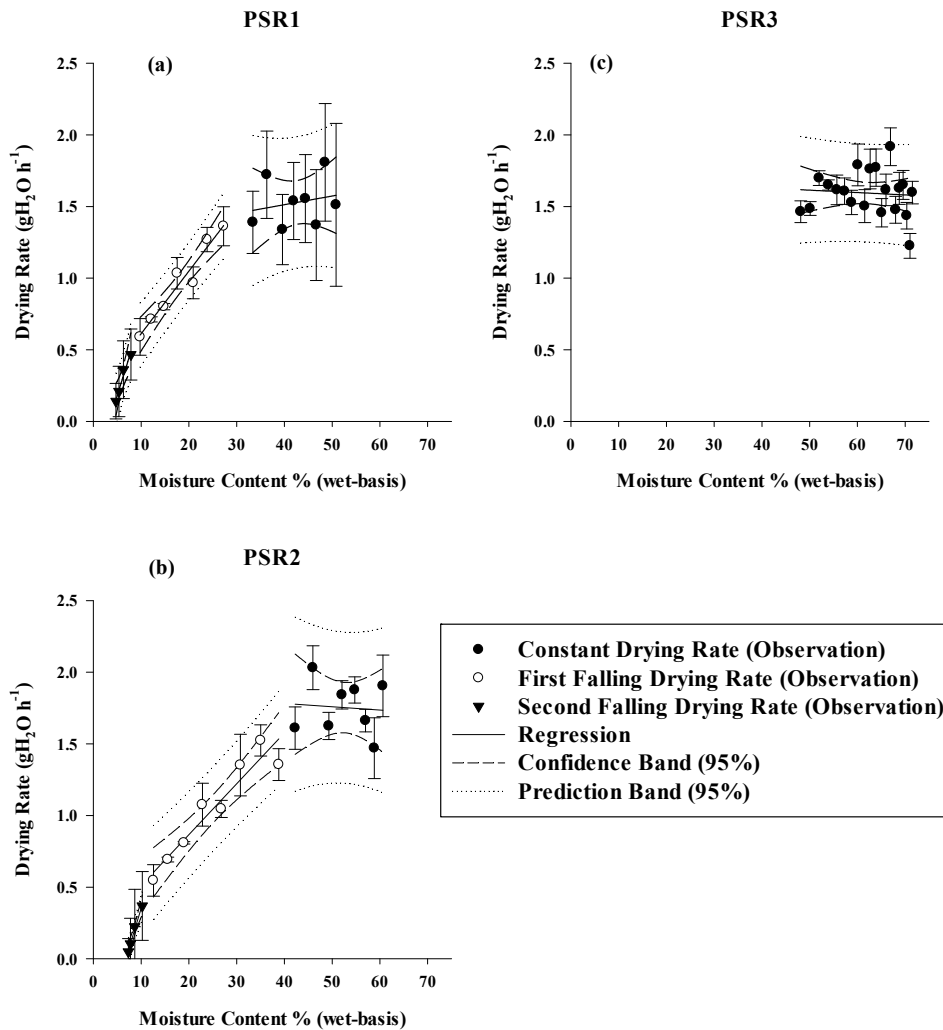 PSR1
(a)
2.5
2.0
1.5
1.0
0.5
0.0
Drying Rate (gH₂O h⁻¹)
0 10 20 30 40 50 60 70
Moisture Content % (wet-basis)
PSR3
(c)
2.5
2.0
1.5
1.0
0.5
0.0
Drying Rate (gH₂O h⁻¹)
0 10 20 30 40 50 60 70
Moisture Content % (wet-basis)
PSR2
(b)
2.5
2.0
1.5
1.0
0.5
0.0
Drying Rate (gH₂O h⁻¹)
0 10 20 30 40 50 60 70
Moisture Content % (wet-basis)
Constant Drying Rate (Observation)
First Falling Drying Rate (Observation)
Second Falling Drying Rate (Observation)
Regression
Confidence Band (95%)
Prediction Band (95%)